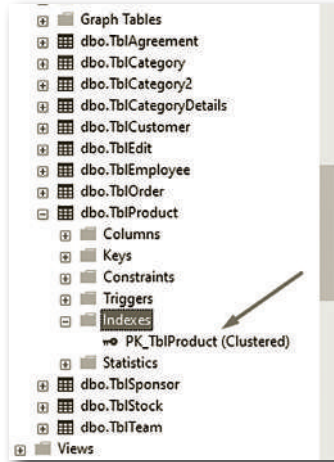 Graph Tables
dbo.TblAgreement
dbo.TblCategory
dbo.TblCategory2
dbo.TblCategoryDetails
dbo.TblCustomer
dbo.TblEdit
dbo.TblEmployee
dbo.TblOrder
dbo.TblProduct
Columns
Keys
Constraints
Triggers
Indexes
PK_TblProduct (Clustered)
Statistics
dbo.TblSponsor
dbo.TblStock
dbo.TblTeam
Views